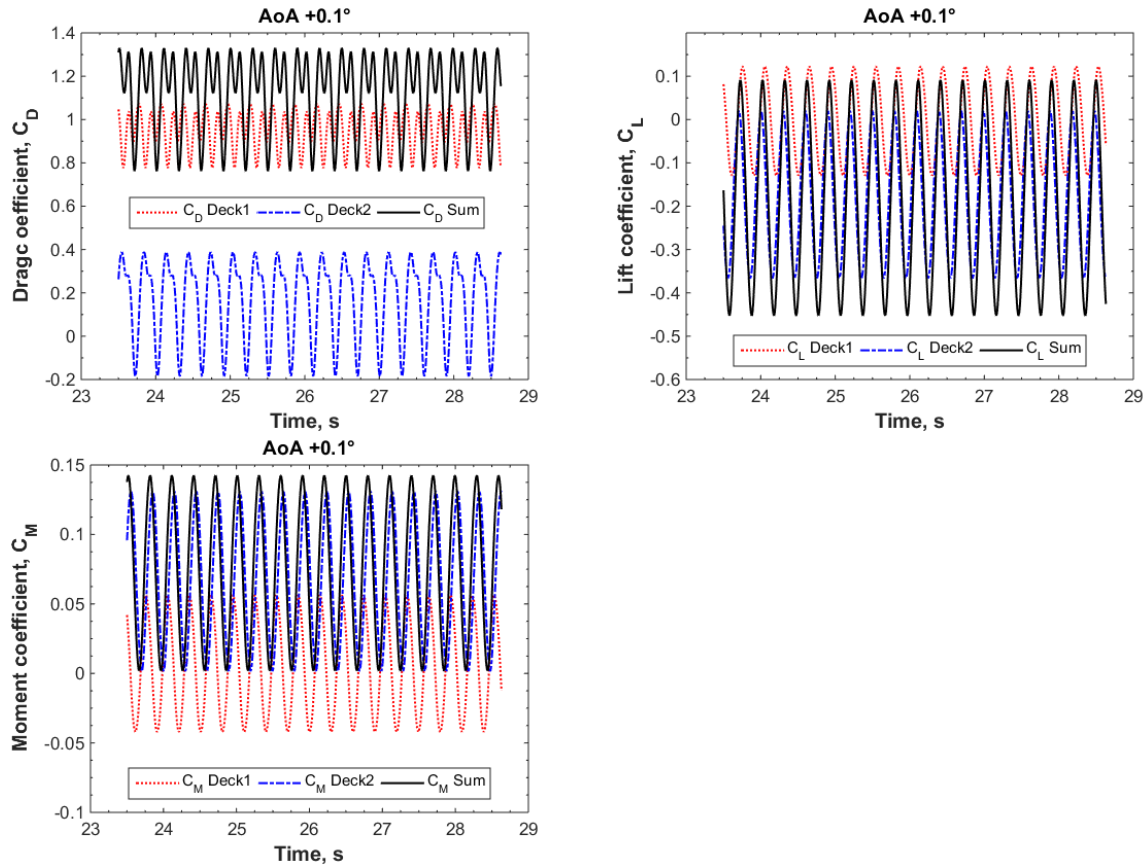 AoA +0.1°
Dragc oefficient, C_D
1.4
1.2
1
0.8
0.6
0.4
0.2
0
-0.2
C_D Deck1 C_D Deck2 C_D Sum
23 24 25 26 27 28 29
Time, s
AoA +0.1°
Lift coefficient, C_L
0.1
0
-0.1
-0.2
-0.3
-0.4
-0.5
-0.6
C_L Deck1 C_L Deck2 C_L Sum
23 24 25 26 27 28 29
Time, s
AoA +0.1°
Moment coefficient, C_M
0.15
0.1
0.05
0
-0.05
-0.1
C_M Deck1 C_M Deck2 C_M Sum
23 24 25 26 27 28 29
Time, s